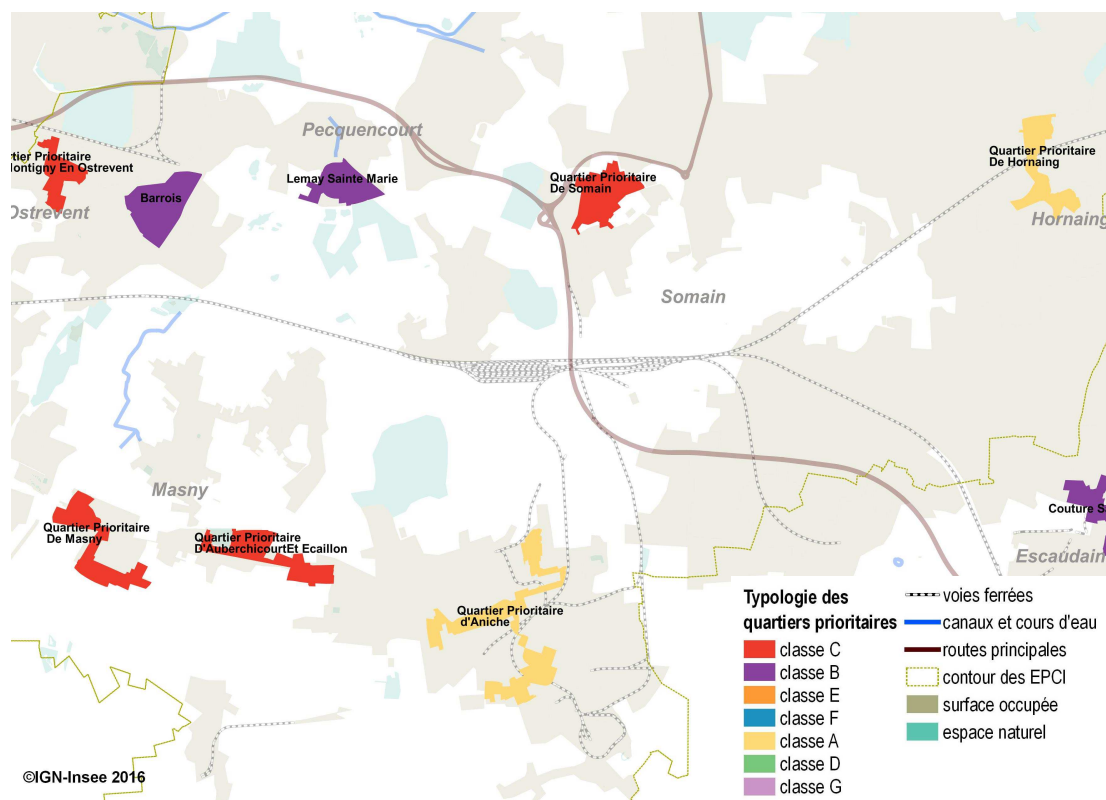 Pecquencourt
rtier Prioritaire
Montigny En Ostrevent
Ostrevent
Barrois
Lemay Sainte Marie
Quartier Prioritaire
De Somain
Quartier Prioritaire
De Hornaing
Hornaing
Somain
Masny
Quartier Prioritaire
De Masny
Quartier Prioritaire
D'AuberchicourtEt Ecaillon
Quartier Prioritaire
d'Aniche
Couture S
Escaudain
Typologie des
quartiers prioritaires
classe C
classe B
classe E
classe F
classe A
classe D
classe G
voies ferrées
canaux et cours d'eau
routes principales
contour des EPCI
surface occupée
espace naturel
©IGN-Insee 2016